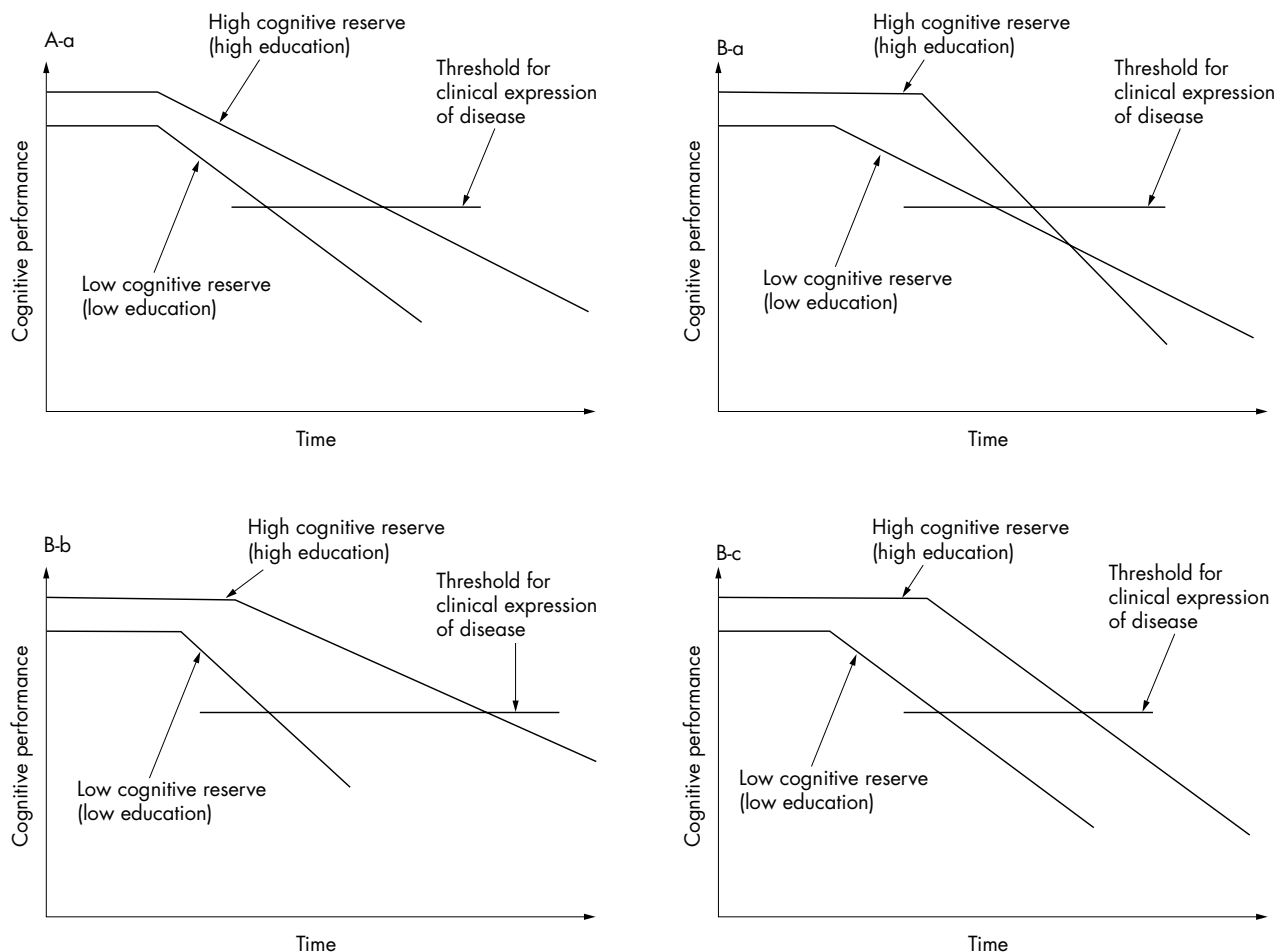 A-a
High cognitive reserve
(high education)
Threshold for
clinical expression
of disease
Low cognitive reserve
(low education)
Cognitive performance
Time
B-a
High cognitive reserve
(high education)
Threshold for
clinical expression
of disease
Low cognitive reserve
(low education)
Cognitive performance
Time
B-b
High cognitive reserve
(high education)
Threshold for
clinical expression
of disease
Low cognitive reserve
(low education)
Cognitive performance
Time
B-c
High cognitive reserve
(high education)
Threshold for
clinical expression
of disease
Low cognitive reserve
(low education)
Cognitive performance
Time